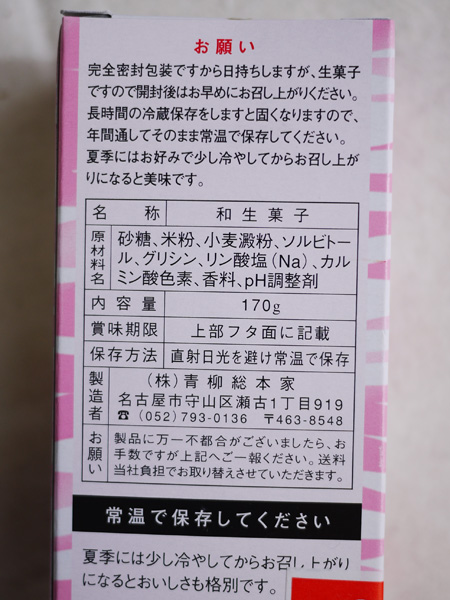 お願い
完全密封包装ですから日持ちしますが、生菓子
ですので開封後はお早めにお召し上がりください。
長時間の冷蔵保存をしますと固くなりますので、
年間通してそのまま常温で保存してください。
夏季にはお好みで少し冷やしてからお召し上が
りになると美味です。
名称 和生菓子
原材料名 砂糖、米粉、小麦澱粉、ソルビトー
ル、グリシン、リン酸塩(Na)、カル
ミン酸色素、香料、pH調整剤
内容量 170g
賞味期限 上部フタ面に記載
保存方法 直射日光を避け常温で保存
製造者 (株)青柳総本家
名古屋市守山区瀬古1丁目919
☎(052)793-0136 〒463-8548
お願い 製品に万一不都合がございましたら、お
手数ですが上記へご一報ください。送料
当社負担でお取り替えさせていただきます。
常温で保存してください
夏季には少し冷やしてからお召し上がり
になるとおいしさも格別です。